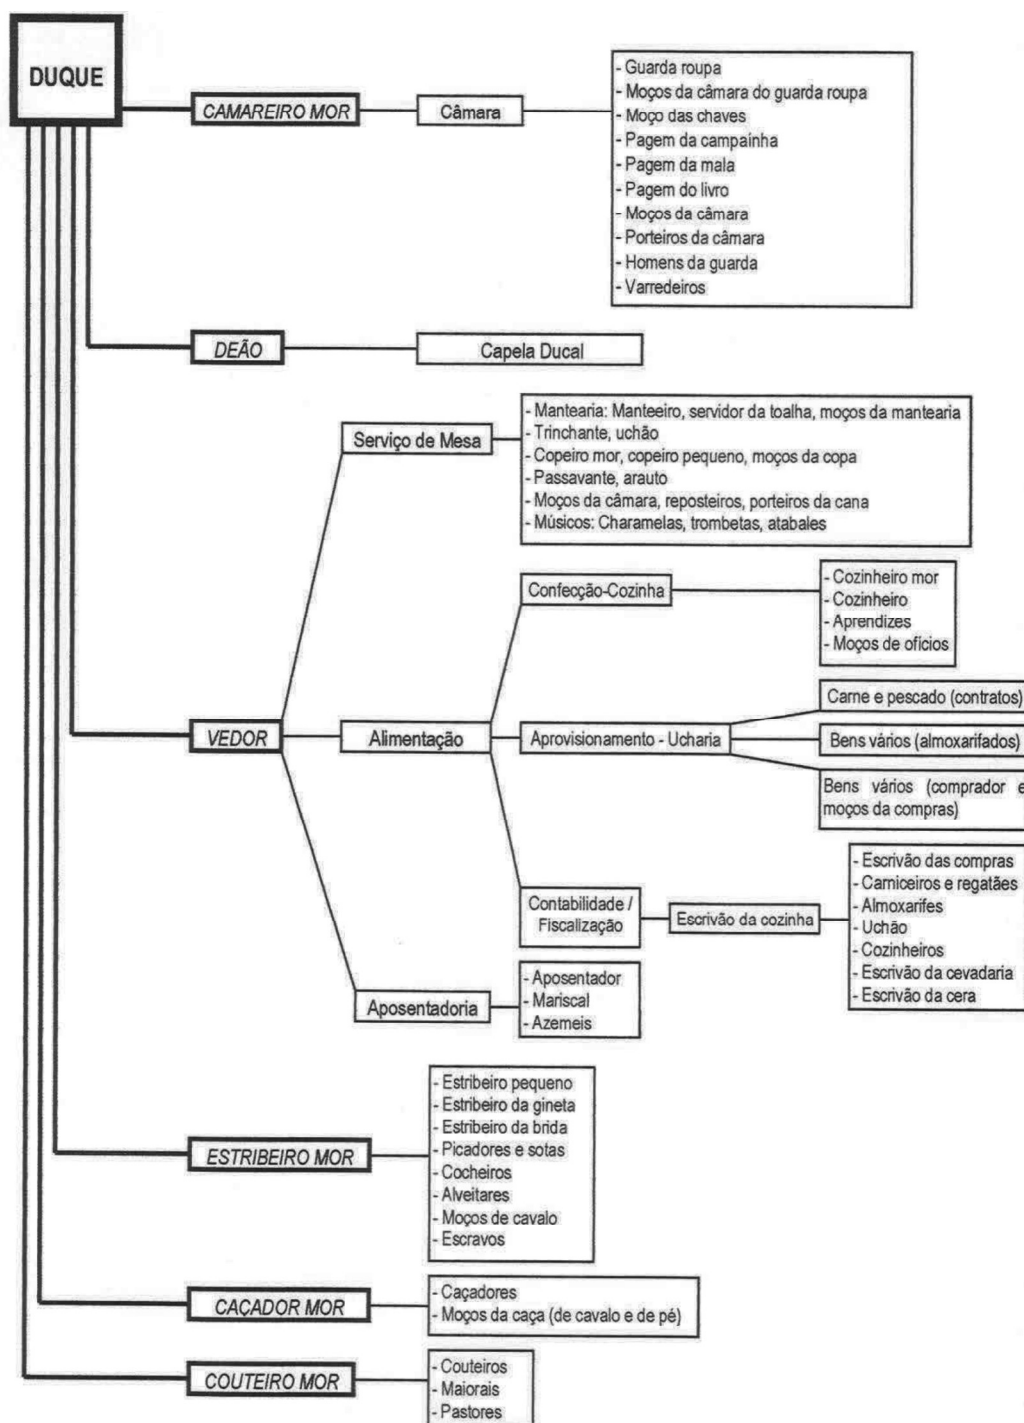 DUQUE
CAMAREIRO MOR
Câmara
- Guarda roupa
- Moços da câmara do guarda roupa
- Moço das chaves
- Pagem da campaínha
- Pagem da mala
- Pagem do livro
- Moços da câmara
- Porteiros da câmara
- Homens da guarda
- Varredeiros
DEÃO
Capela Ducal
VEDOR
Serviço de Mesa
- Mantearia: Manteeiro, servidor da toalha, moços da mantearia
- Trinchante, uchão
- Copeiro mor, copeiro pequeno, moços da copa
- Passavante, arauto
- Moços da câmara, reposteiros, porteiros da cana
- Músicos: Charamelas, trombetas, atabales
Alimentação
Confecção-Cozinha
- Cozinheiro mor
- Cozinheiro
- Aprendizes
- Moços de ofícios
Aprovisionamento - Ucharia
Carne e pescado (contratos)
Bens vários (almoxarifados)
Bens vários (comprador e
moços da compras)
Contabilidade /
Fiscalização
Escrivão da cozinha
- Escrivão das compras
- Carniceiros e regatães
- Almoxarifes
- Uchão
- Cozinheiros
- Escrivão da cevadaria
- Escrivão da cera
Aposentadoria
- Aposentador
- Mariscal
- Azemeis
ESTRIBEIRO MOR
- Estribeiro pequeno
- Estribeiro da gineta
- Estribeiro da brida
- Picadores e sotas
- Cocheiros
- Alveitares
- Moços de cavalo
- Escravos
CAÇADOR MOR
- Caçadores
- Moços da caça (de cavalo e de pé)
COUTEIRO MOR
- Couteiros
- Maiorais
- Pastores